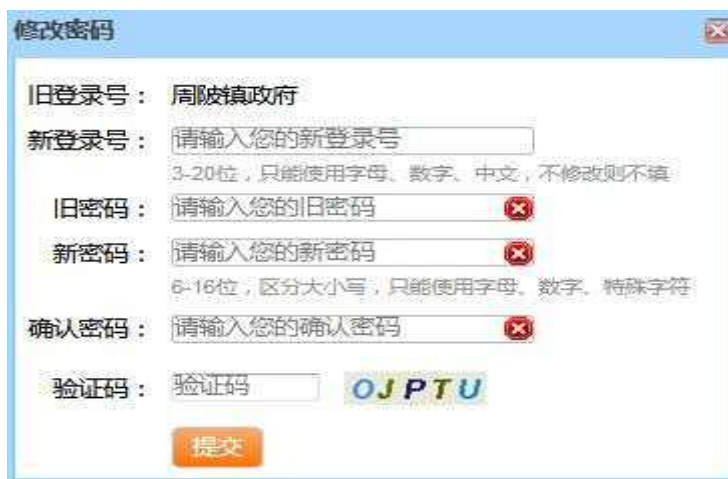 修改密码
旧登录号： 周陂镇政府
新登录号： 请输入您的新登录号
3-20位，只能使用字母、数字、中文，不修改则不填
旧密码： 请输入您的旧密码
新密码： 请输入您的新密码
6-16位，区分大小写，只能使用字母、数字、特殊字符
确认密码： 请输入您的确认密码
验证码： 验证码 OJPTU
提交